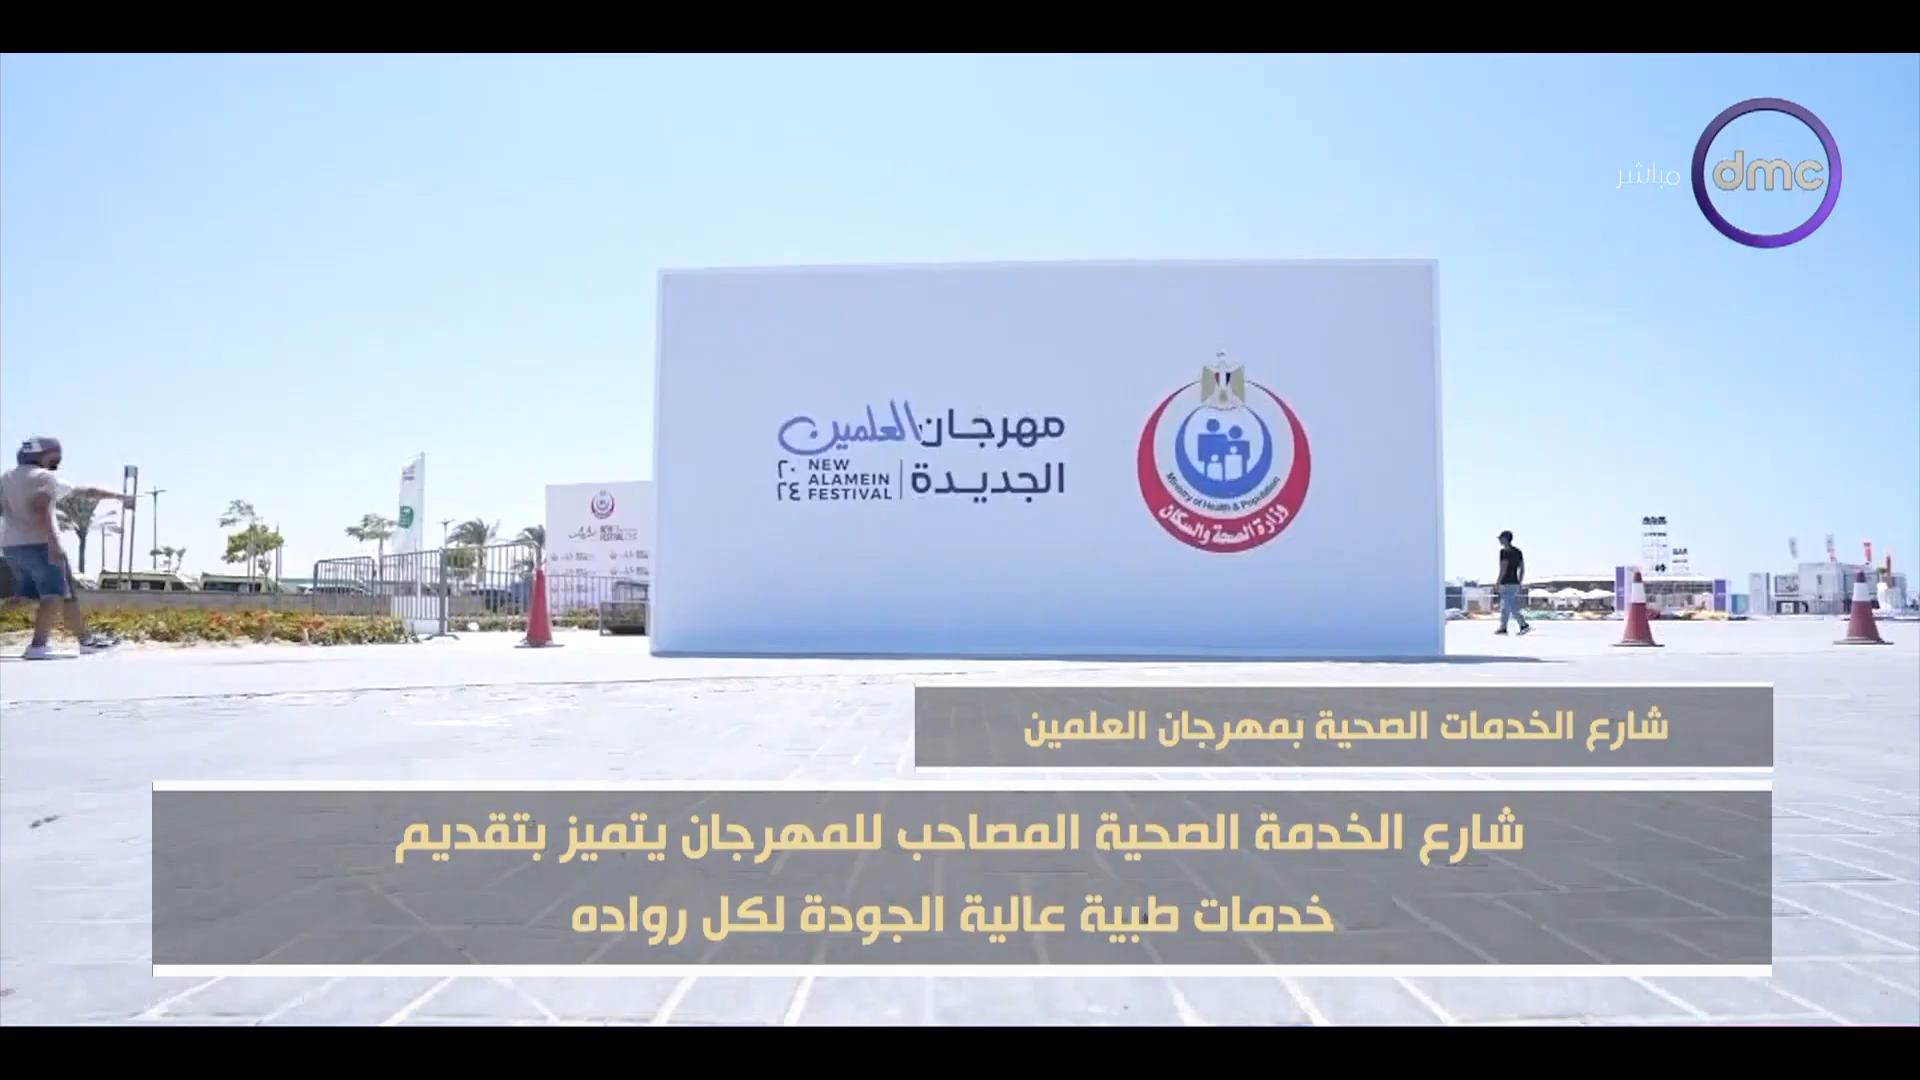 مباشر
dmc
مهرجان العلمين
الجديدة
NEW
ALAMEIN
FESTIVAL
٢٠
٢٤
Ministry of Health & Population
وزارة الصحة والسكان
شارع الخدمات الصحية بمهرجان العلمين
شارع الخدمة الصحية المصاحب للمهرجان يتميز بتقديم
خدمات طبية عالية الجودة لكل رواده